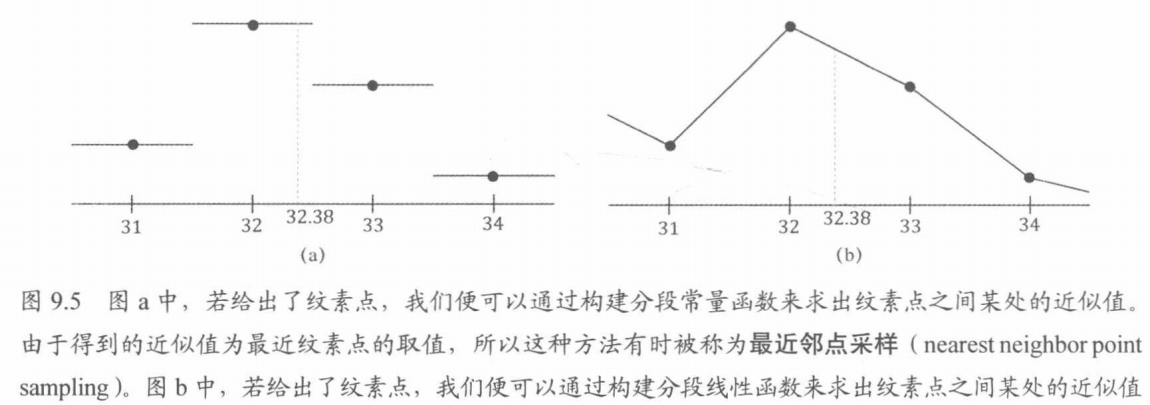 31 32 32.38 33 34
31 32 32.38 33 34
(a) (b)
图 9.5 图 a 中，若给出了纹素点，我们便可以通过构建分段常量函数来求出纹素点之间某处的近似值。
由于得到的近似值为最近纹素点的取值，所以这种方法有时被称为最近邻点采样（nearest neighbor point
sampling）。图 b 中，若给出了纹素点，我们便可以通过构建分段线性函数来求出纹素点之间某处的近似值